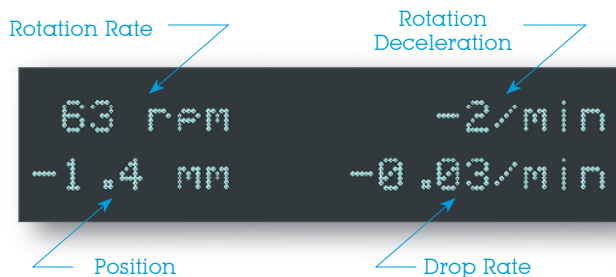 Rotation Rate
Rotation
Deceleration
63 rpm -2/min
-1.4 mm -0.03/min
Position
Drop Rate